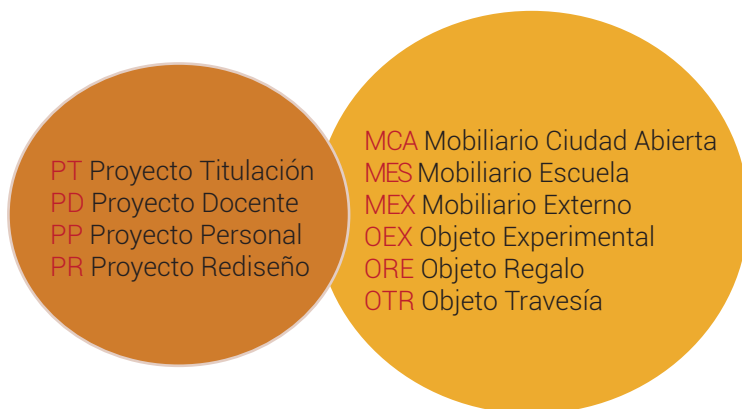 PT Proyecto Titulación
PD Proyecto Docente
PP Proyecto Personal
PR Proyecto Rediseño
MCA Mobiliario Ciudad Abierta
MES Mobiliario Escuela
MEX Mobiliario Externo
OEX Objeto Experimental
ORE Objeto Regalo
OTR Objeto Travesía